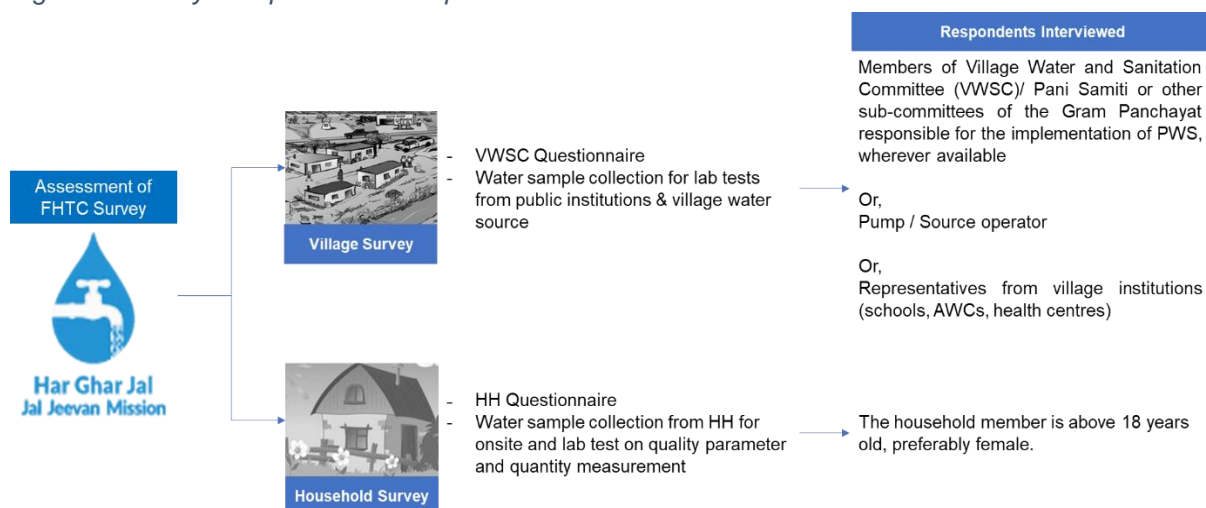 Assessment of
FHTC Survey
Har Ghar Jal
Jal Jeevan Mission
Village Survey
- VWSC Questionnaire
- Water sample collection for lab tests
from public institutions & village water
source
Respondents Interviewed
Members of Village Water and Sanitation
Committee (VWSC)/ Pani Samiti or other
sub-committees of the Gram Panchayat
responsible for the implementation of PWS,
wherever available
Or,
Pump / Source operator
Or,
Representatives from village institutions
(schools, AWCs, health centres)
Household Survey
- HH Questionnaire
- Water sample collection from HH for
onsite and lab test on quality parameter
and quantity measurement
The household member is above 18 years
old, preferably female.